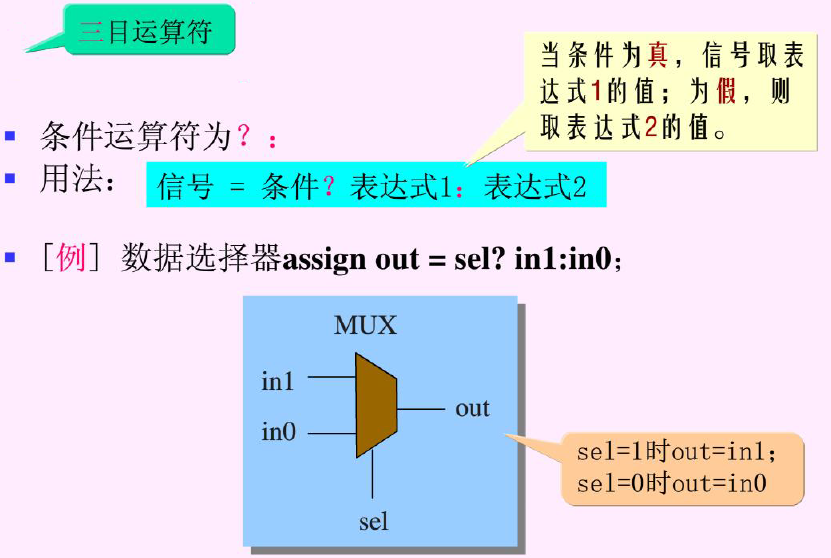 三目运算符
当条件为真，信号取表
达式1的值；为假，则
取表达式2的值。
条件运算符为？：
用法：
信号 = 条件？表达式1：表达式2
[例] 数据选择器assign out = sel? in1:in0；
MUX
in1
in0
out
sel
sel=1时out=in1；
sel=0时out=in0